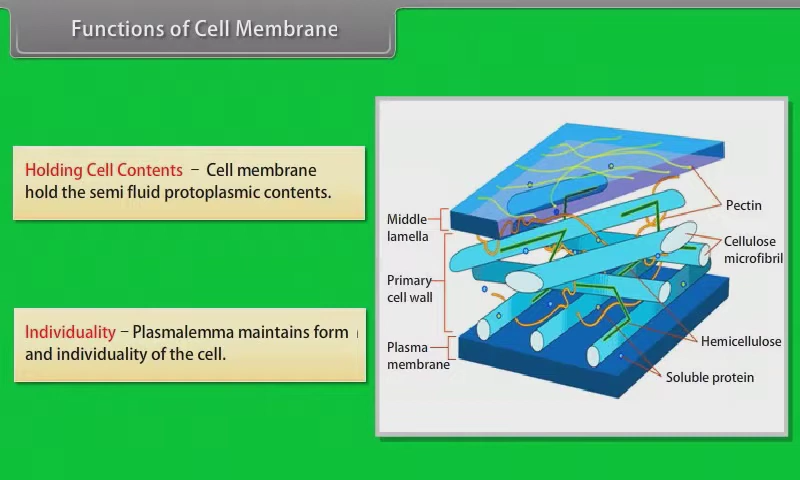 Functions of Cell Membrane
Holding Cell Contents – Cell membrane
hold the semi fluid protoplasmic contents.
Individuality – Plasmalemma maintains form
and individuality of the cell.
Middle
lamella
Primary
cell wall
Plasma
membrane
Pectin
Cellulose
microfibril
Hemicellulose
Soluble protein